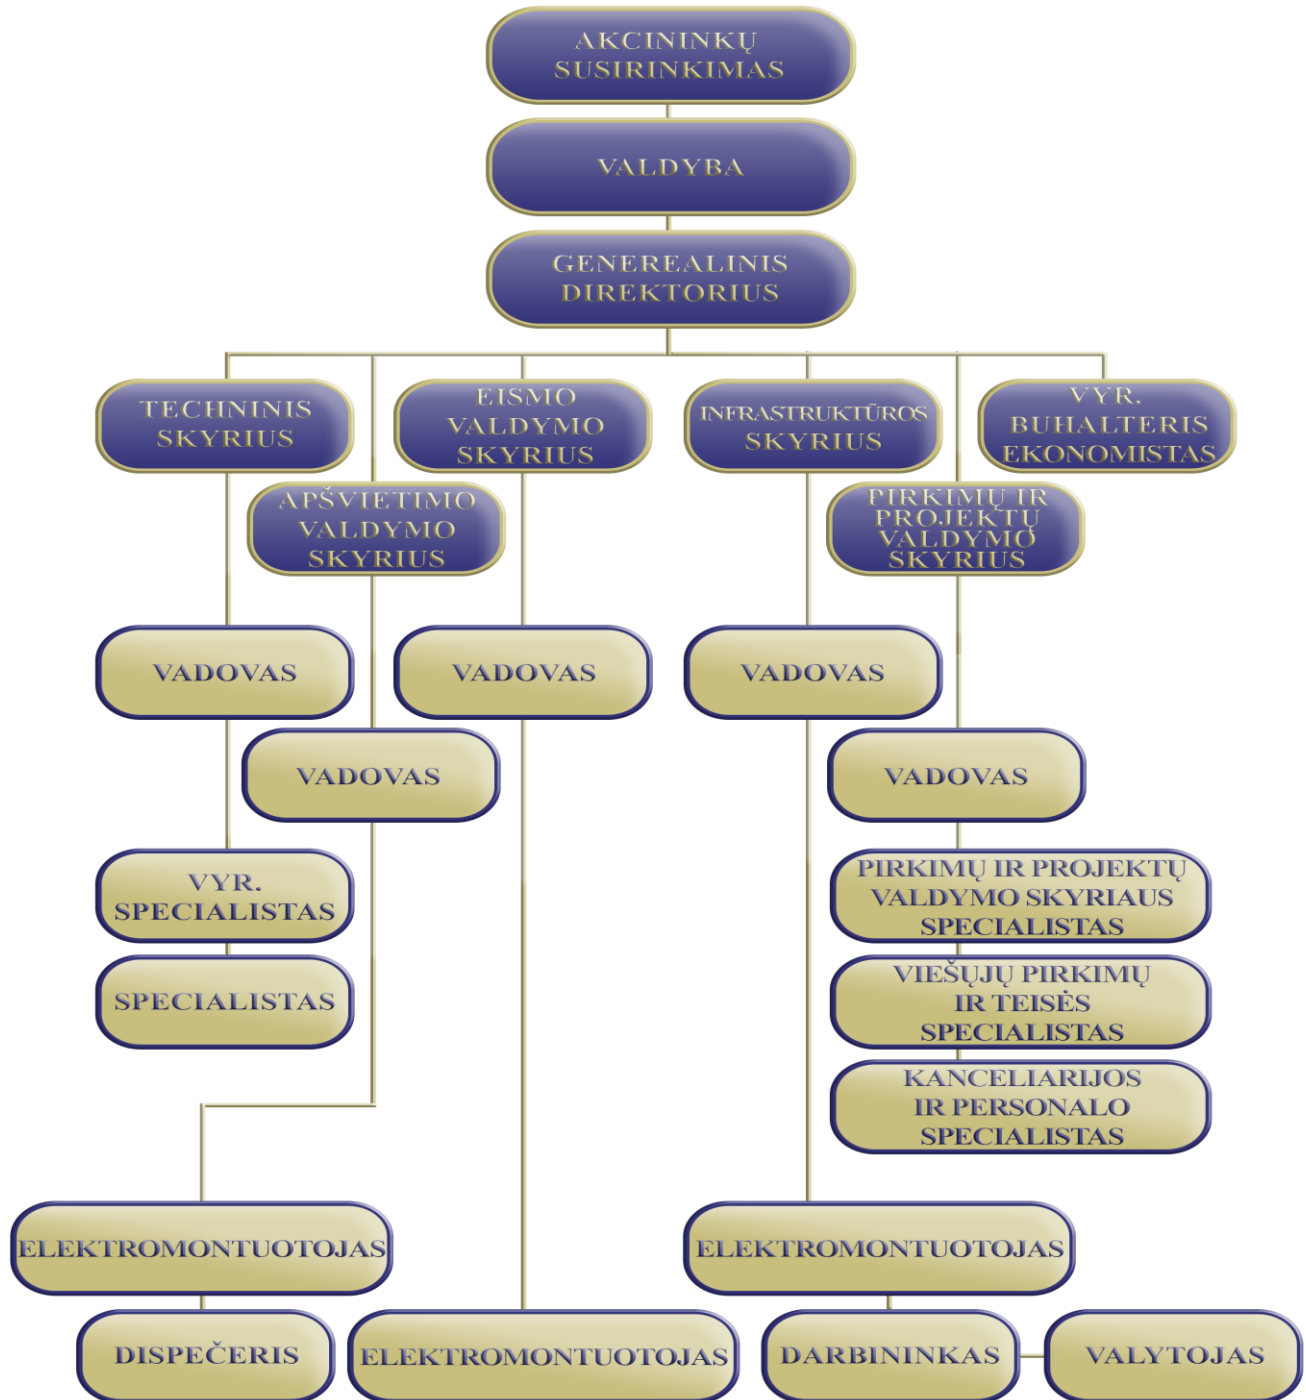 AKCININKŲ
SUSIRINKIMAS
VALDYBA
GENEREALINIS
DIREKTORIUS
TECHNINIS
SKYRIUS
EISMO
VALDYMO
SKYRIUS
INFRASTRUKTŪROS
SKYRIUS
VYR.
BUHALTERIS
EKONOMISTAS
APŠVIETIMO
VALDYMO
SKYRIUS
PIRKIMŲ IR
PROJEKTŲ
VALDYMO
SKYRIUS
VADOVAS
VADOVAS
VADOVAS
VADOVAS
VADOVAS
VYR.
SPECIALISTAS
PIRKIMŲ IR PROJEKTŲ
VALDYMO SKYRIAUS
SPECIALISTAS
SPECIALISTAS
VIEŠŲJŲ PIRKIMŲ
IR TEISĖS
SPECIALISTAS
KANCELIARIJOS
IR PERSONALO
SPECIALISTAS
ELEKTROMONTUOTOJAS
ELEKTROMONTUOTOJAS
DISPEČERIS
ELEKTROMONTUOTOJAS
DARBININKAS
VALYTOJAS